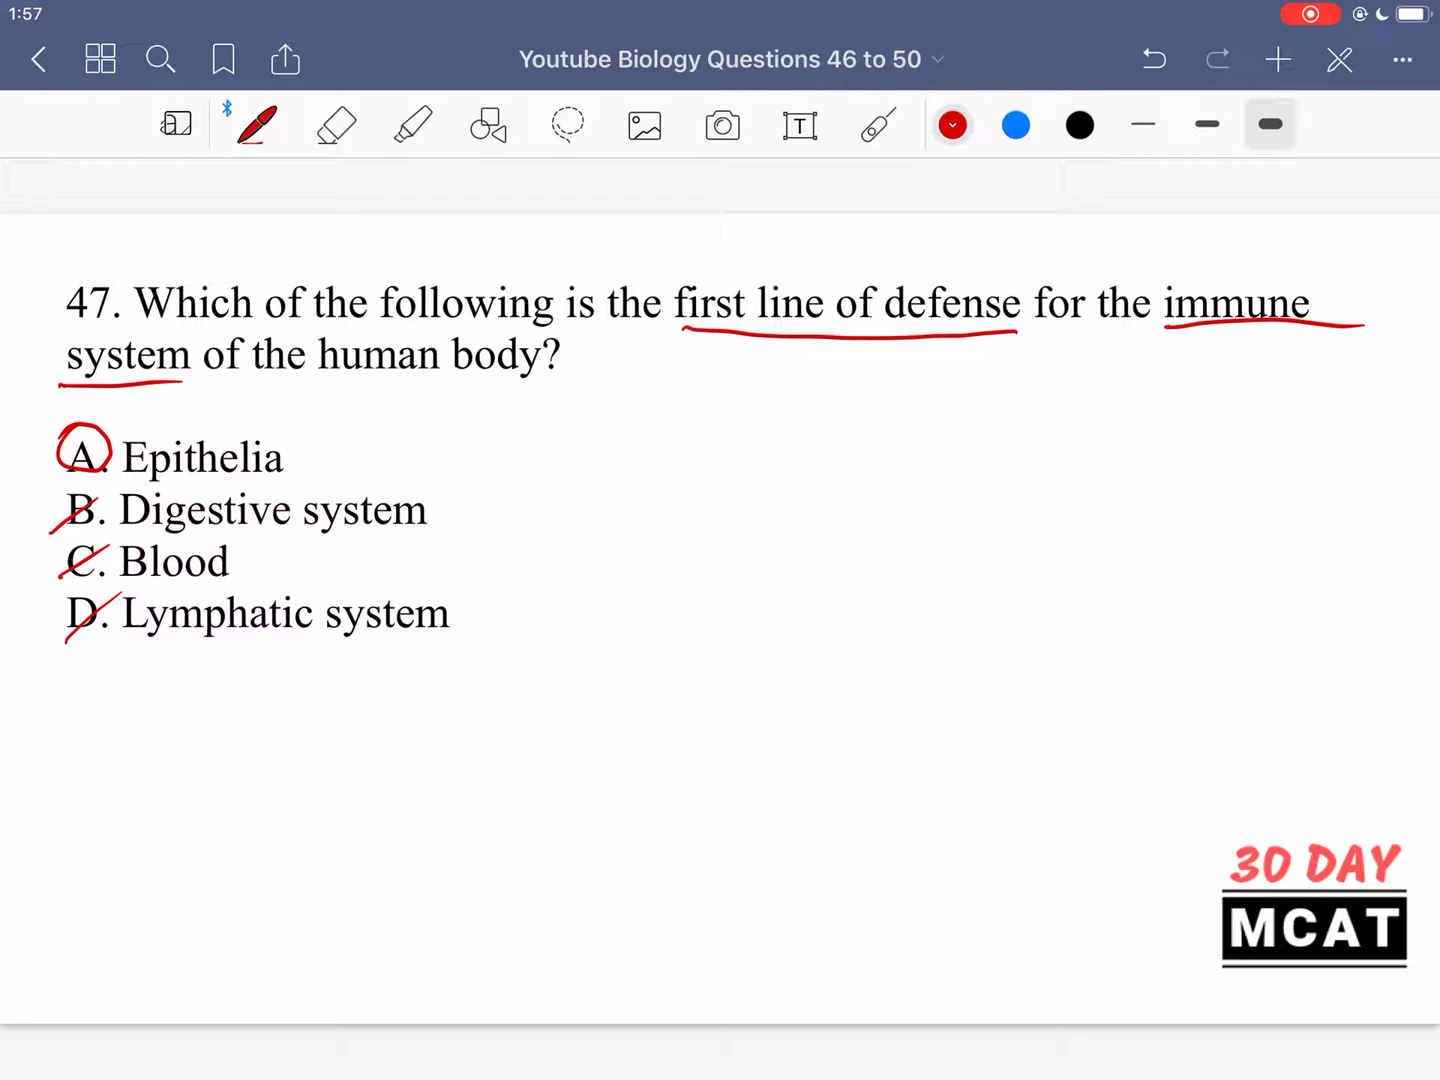 1:57
Youtube Biology Questions 46 to 50
47. Which of the following is the first line of defense for the immune
system of the human body?
A. Epithelia
B. Digestive system
C. Blood
D. Lymphatic system
30 DAY
MCAT